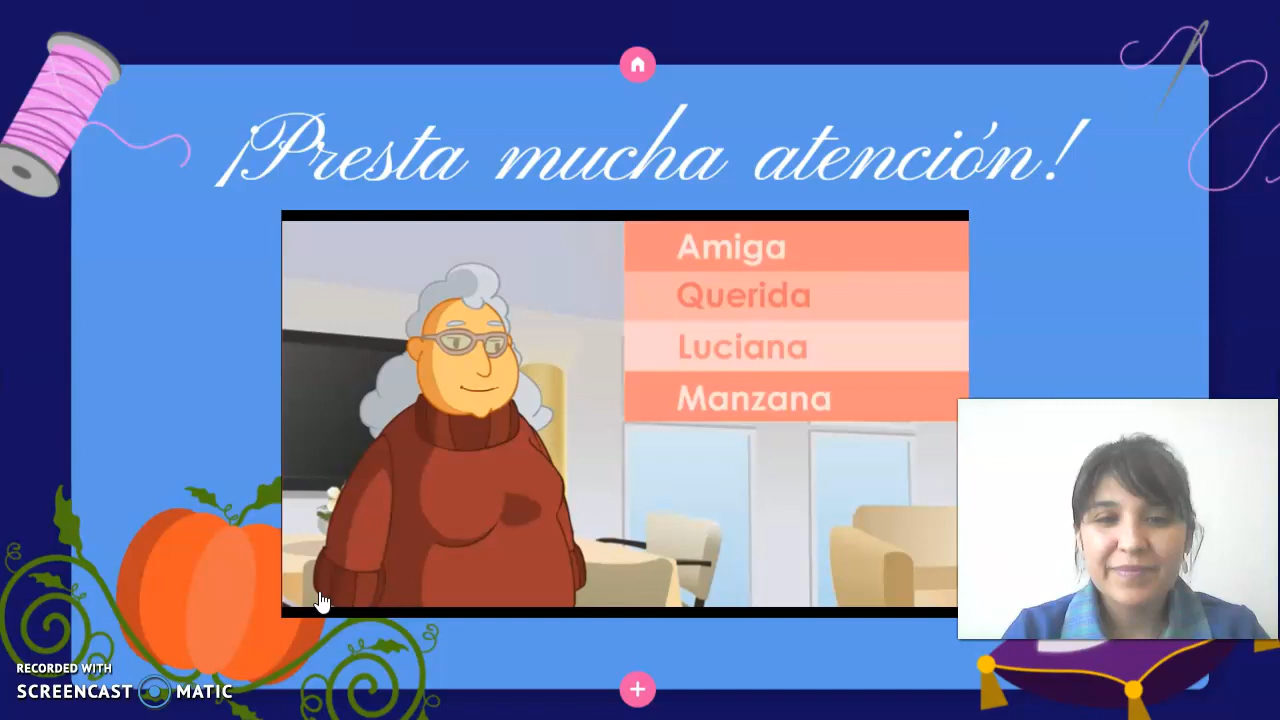 ¡Presta mucha atención!
Amiga
Querida
Luciana
Manzana
RECORDED WITH
SCREENCAST MATIC